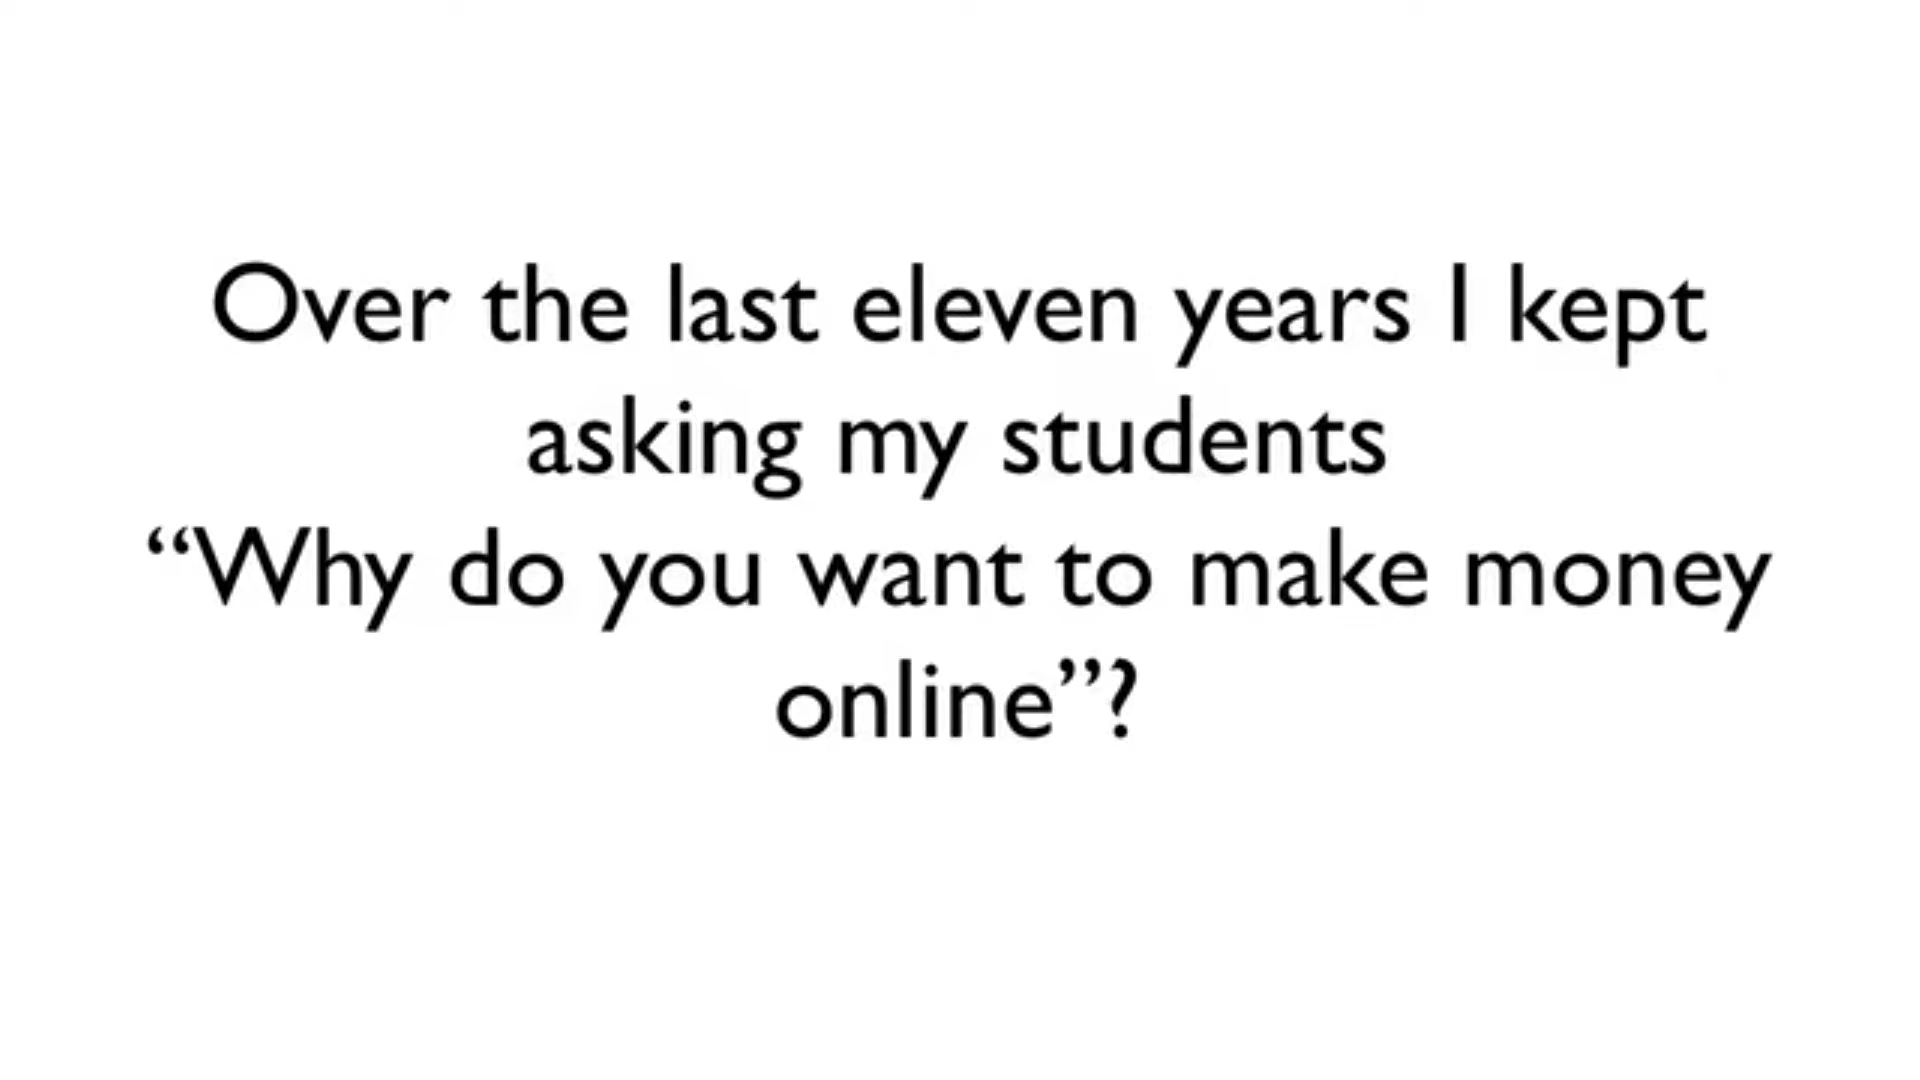 Over the last eleven years I kept
asking my students
“Why do you want to make money
online”?